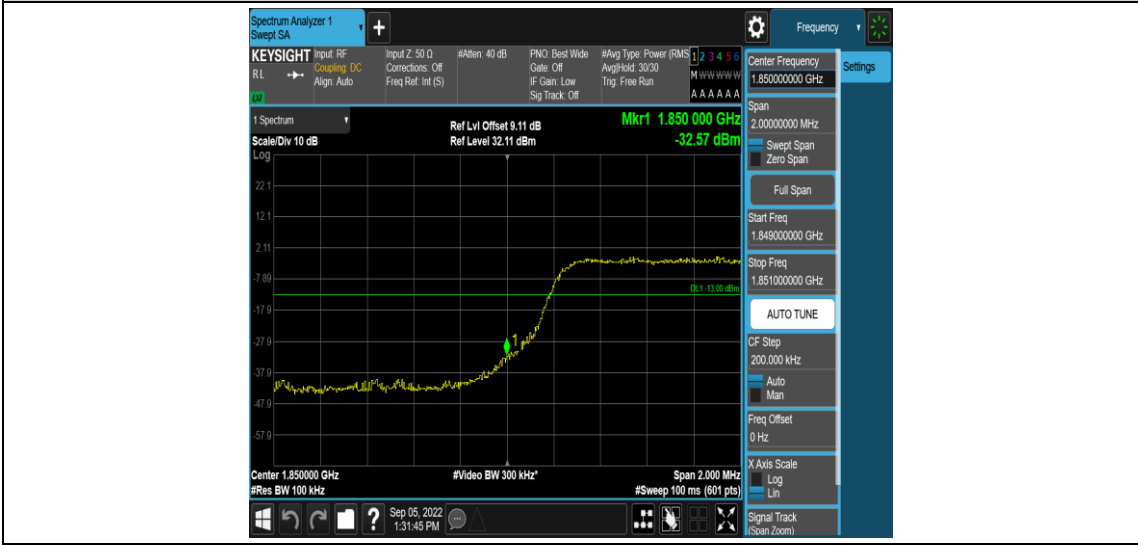 Spectrum Analyzer 1
Swept SA
+
Frequency
KEYSIGHT
RL
LM
Input: RF
Coupling: DC
Align: Auto
Input Z: 50 Ω
Corrections: Off
Freq Ref: Int (S)
#Atten: 40 dB
PNO: Best Wide
Gate: Off
IF Gain: Low
Sig Track: Off
#Avg Type: Power (RMS
Avg|Hold: 30/30
Trig: Free Run
1 2 3 4 5 6
M W W W W W
A A A A A A
1 Spectrum
Scale/Div 10 dB
Ref Lvl Offset 9.11 dB
Ref Level 32.11 dBm
Mkr1 1.850 000 GHz
-32.57 dBm
Log
22.1
12.1
2.11
-7.89
DL1 -13.00 dBm
-17.9
-27.9
1
-37.9
-47.9
-57.9
Center 1.850000 GHz
#Res BW 100 kHz
#Video BW 300 kHz*
Span 2.000 MHz
#Sweep 100 ms (601 pts)
Sep 05, 2022
1:31:45 PM
?
Center Frequency
1.850000000 GHz
Settings
Span
2.00000000 MHz
Swept Span
Zero Span
Full Span
Start Freq
1.849000000 GHz
Stop Freq
1.851000000 GHz
AUTO TUNE
CF Step
200.000 kHz
Auto
Man
Freq Offset
0 Hz
X Axis Scale
Log
Lin
Signal Track
(Span Zoom)